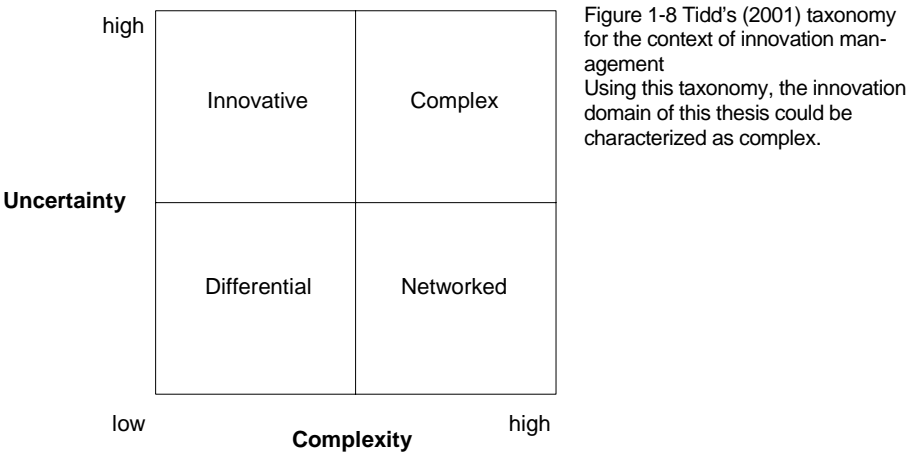 high
Innovative Complex
Uncertainty
Differential Networked
low high
Complexity
Figure 1-8 Tidd's (2001) taxonomy
for the context of innovation man-
agement
Using this taxonomy, the innovation
domain of this thesis could be
characterized as complex.